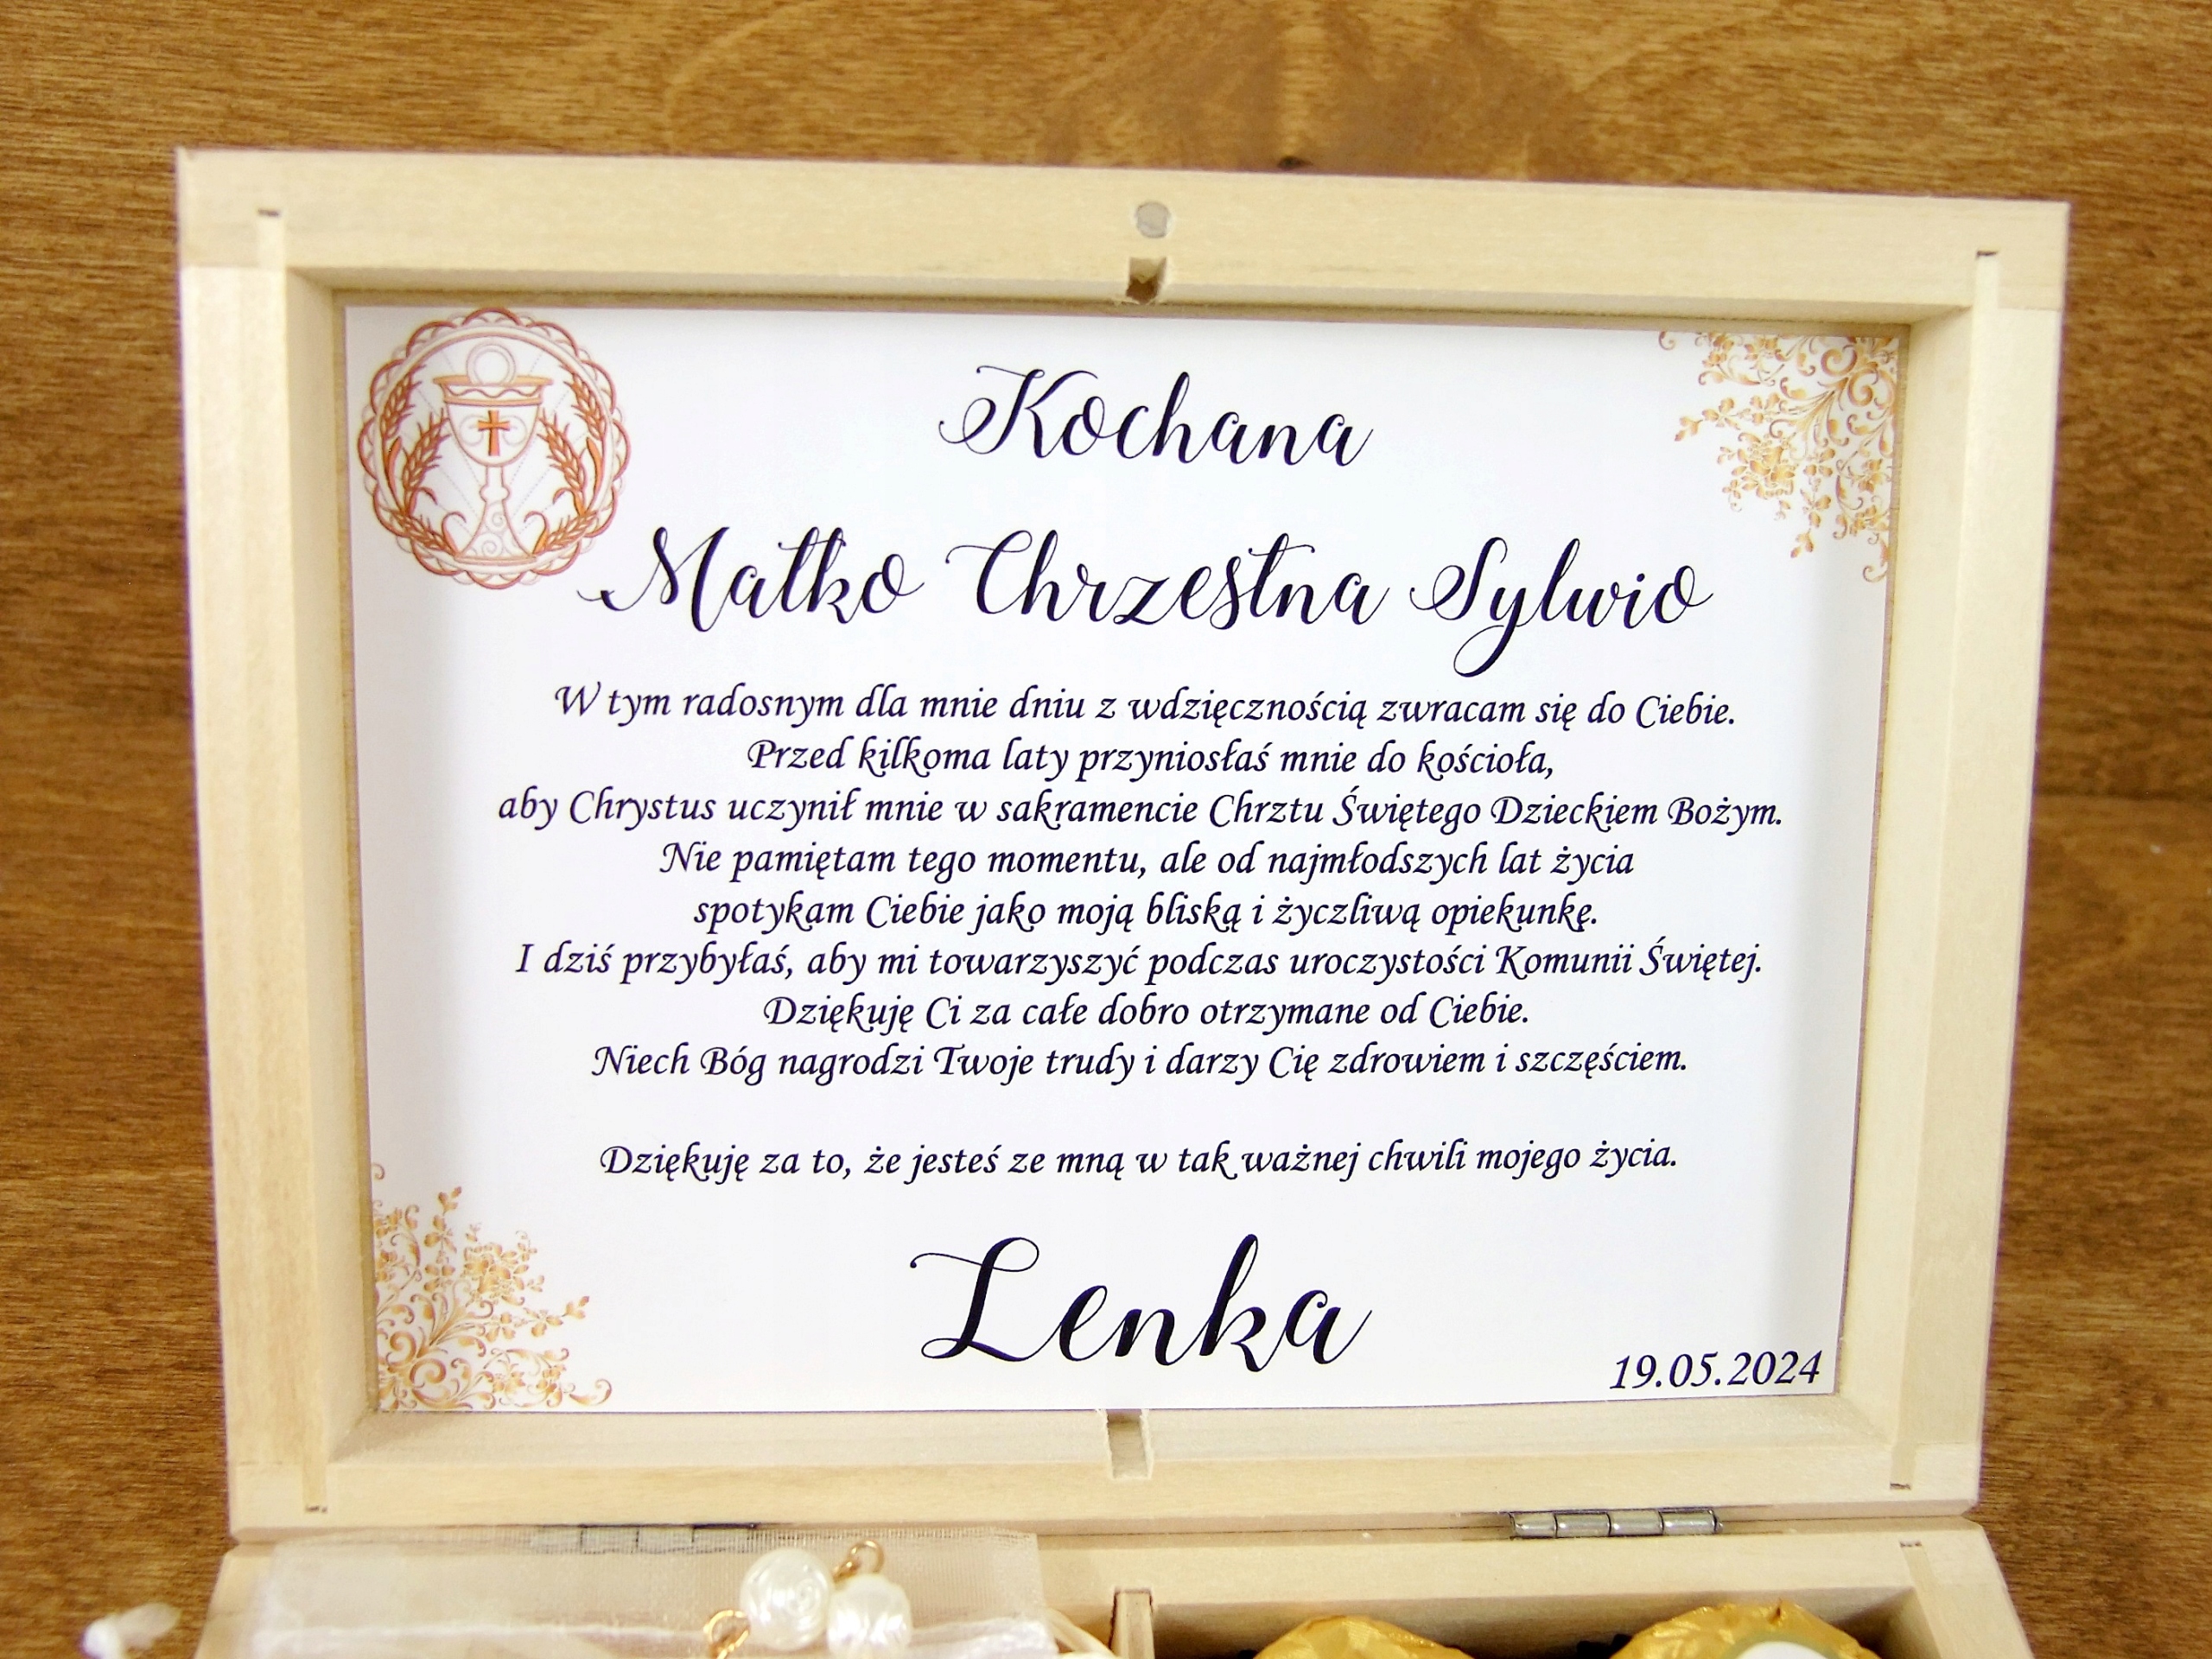 Kochana
Matko Chrzestna Sylwio
W tym radosnym dla mnie dniu z wdzięcznością zwracam się do Ciebie.
Przed kilkoma laty przyniosłaś mnie do kościoła,
aby Chrystus uczynił mnie w sakramencie Chrztu Świętego Dzieckiem Bożym.
Nie pamiętam tego momentu, ale od najmłodszych lat życia
spotykam Ciebie jako moją bliską i życzliwą opiekunkę.
I dziś przybyłaś, aby mi towarzyszyć podczas uroczystości Komunii Świętej.
Dziękuję Ci za całe dobro otrzymane od Ciebie.
Niech Bóg nagrodzi Twoje trudy i darzy Cię zdrowiem i szczęściem.
Dziękuję za to, że jesteś ze mną w tak ważnej chwili mojego życia.
Lenka
19.05.2024